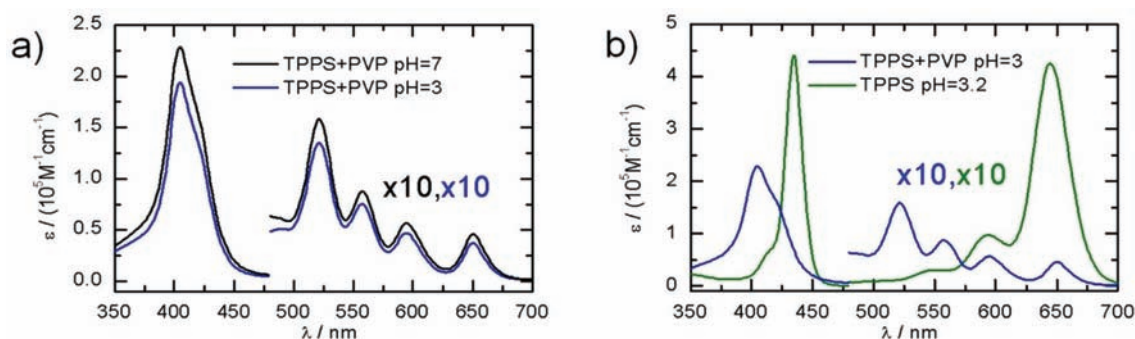 a)
2.5
2.0
1.5
1.0
0.5
0.0
ε / (10⁵M⁻¹cm⁻¹)
TPPS+PVP pH=7
TPPS+PVP pH=3
x10,x10
350 400 450 500 550 600 650 700
λ / nm
b)
5
4
3
2
1
0
ε / (10⁵M⁻¹cm⁻¹)
TPPS+PVP pH=3
TPPS pH=3.2
x10,x10
350 400 450 500 550 600 650 700
λ / nm